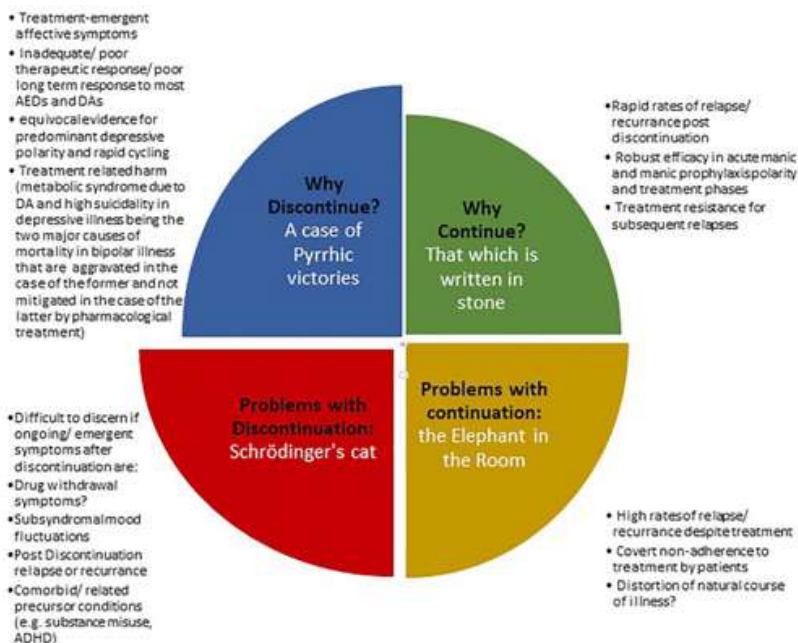 • Treatment-emergent
affective symptoms
• Inadequate/ poor
therapeutic response/ poor
long term response to most
AEDs and DAs
• equivocal evidence for
predominant depressive
polarity and rapid cycling
• Treatment related harm
(metabolic syndrome due to
DA and high suicidality in
depressive illness being the
two major causes of
mortality in bipolar illness
that are aggravated in the
case of the former and not
mitigated in the case of the
latter by pharmacological
treatment)
Why
Discontinue?
A case of
Pyrrhic
victories
Why
Continue?
That which is
written in
stone
• Rapid rates of relapse/
recurrance post
discontinuation
• Robust efficacy in acute manic
and manic prophylaxispolarity
and treatment phases
• Treatment resistance for
subsequent relapses
• Difficult to discern if
ongoing/ emergent
symptoms after
discontinuation are:
• Drug withdrawal
symptoms?
• Subsyndromal mood
fluctuations
• Post Discontinuation
relapse or recurrance
• Comorbid/ related
precursor conditions
(e.g. substance misuse,
ADHD)
Problems with
Discontinuation:
Schrödinger's cat
Problems with
continuation:
the Elephant in
the Room
• High rates of relapse/
recurrance despite treatment
• Covert non-adherence to
treatment by patients
• Distortion of natural course
of illness?